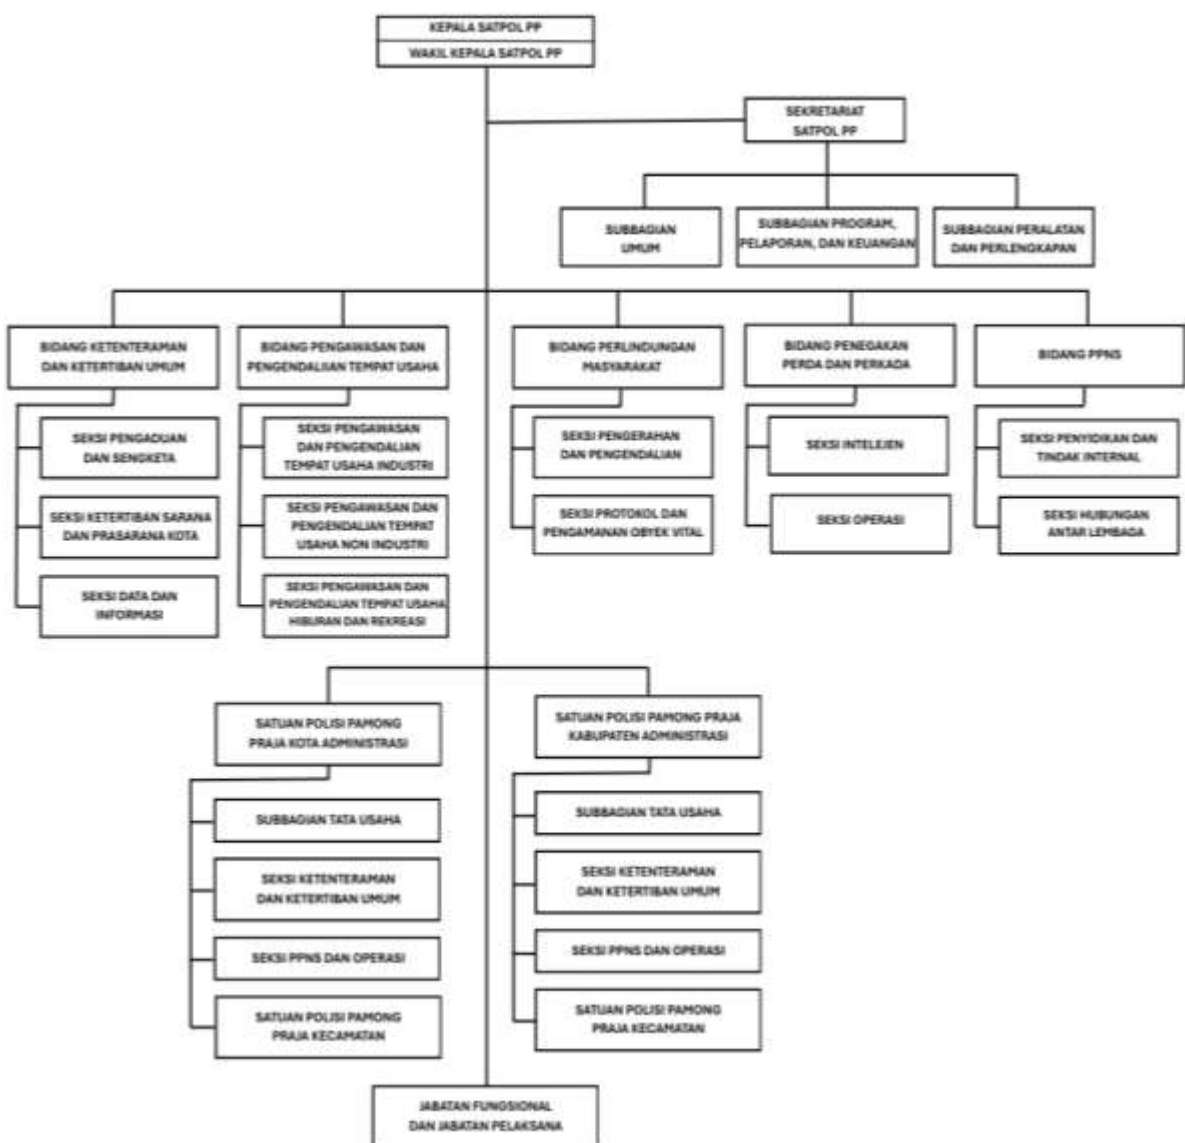 KEPALA SATPOL PP
WAKIL KEPALA SATPOL PP
SEKRETARIAT
SATPOL PP
SUBBAGIAN
UMUM
SUBBAGIAN PROGRAM,
PELAPORAN, DAN KEUANGAN
SUBBAGIAN PERALATAN
DAN PERLENGKAPAN
BIDANG KETENTERAMAN
DAN KETERTIBAN UMUM
BIDANG PENGAWASAN DAN
PENGENDALIIAN TEMPAT USAHA
BIDANG PERLINDUNGAN
MASYARAKAT
BIDANG PENEGAKAN
PERDA DAN PERKADA
BIDANG PPNS
SEKSI PENGADUAN
DAN SENGKETA
SEKSI KETERTIBAN SARANA
DAN PRASARANA KOTA
SEKSI DATA DAN
INFORMASI
SEKSI PENGAWASAN
DAN PENGENDALIAN
TEMPAT USAHA INDUSTRI
SEKSI PENGAWASAN DAN
PENGENDALIAN TEMPAT
USAHA NON INDUSTRI
SEKSI PENGAWASAN DAN
PENGENDALIAN TEMPAT USAHA
HIBURAN DAN REKREASI
SEKSI PENGERAHAN
DAN PENGENDALIAN
SEKSI PROTOKOL DAN
PENGAMANAN OBYEK VITAL
SEKSI INTELEJEN
SEKSI OPERASI
SEKSI PENYIDIKAN DAN
TINDAK INTERNAL
SEKSI HUBUNGAN
ANTAR LEMBAGA
SATUAN POLISI PAMONG
PRAJA KOTA ADMINISTRASI
SUBBAGIAN TATA USAHA
SEKSI KETENTERAMAN
DAN KETERTIBAN UMUM
SEKSI PPNS DAN OPERASI
SATUAN POLISI PAMONG
PRAJA KECAMATAN
SATUAN POLISI PAMONG PRAJA
KABUPATEN ADMINISTRASI
SUBBAGIAN TATA USAHA
SEKSI KETENTERAMAN
DAN KETERTIBAN UMUM
SEKSI PPNS DAN OPERASI
SATUAN POLISI PAMONG
PRAJA KECAMATAN
JABATAN FUNGSIONAL
DAN JABATAN PELAKSANA